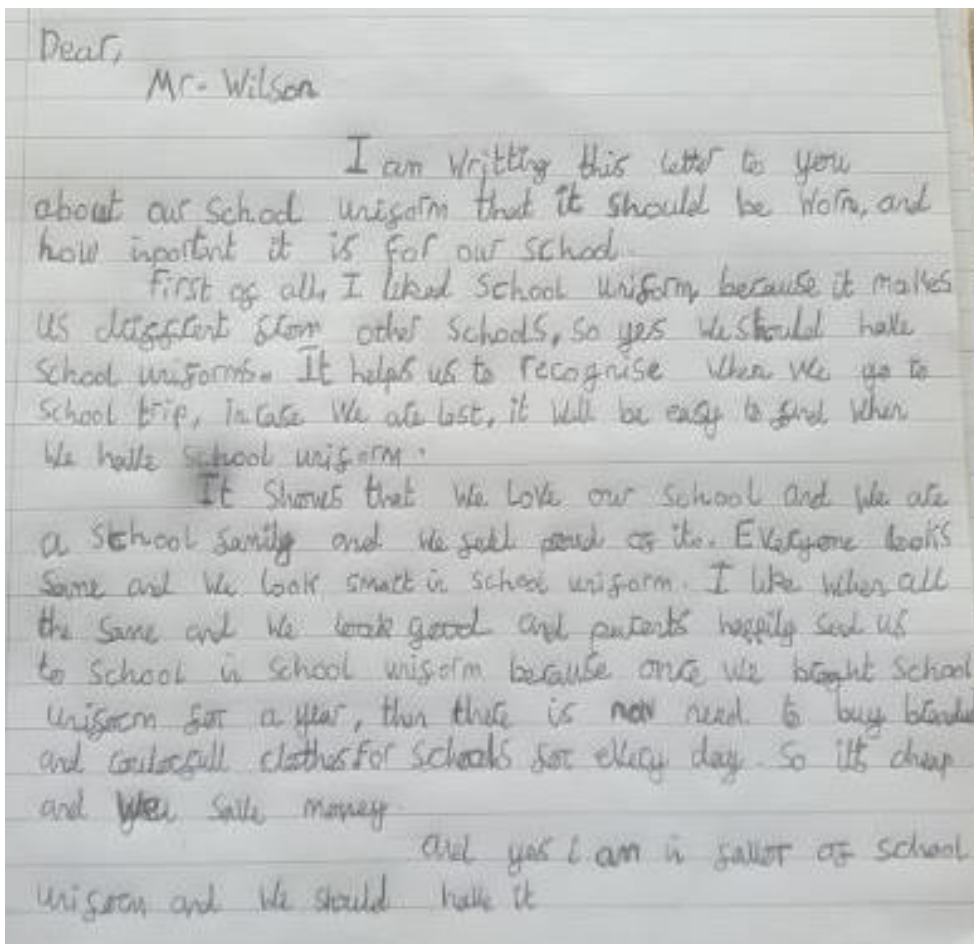 Dear,
Mr. Wilson
I am Writting this letter to you
about our School uniform that it should be worn, and
how inportnt it is for our school.
First of all, I liked School uniform, because it makes
us diffrent from other Schools, so yes We should have
School uniforms. It helps us to recognise when we go to
School trip, in case We are lost, it will be easy to find when
We have School uniform.
It Shows that We Love our School and We are
a School family and We feel proud of it. Everyone looks
Same and We look smart in School uniform. I like when all
the Same and We look good and parents happily send us
to School in School uniform because once we bought School
uniform for a year, then there is now need to buy
and clothes for schools for every day. So its cheap
and We save money.
and yes i am in favor of School
uniform and We should have it